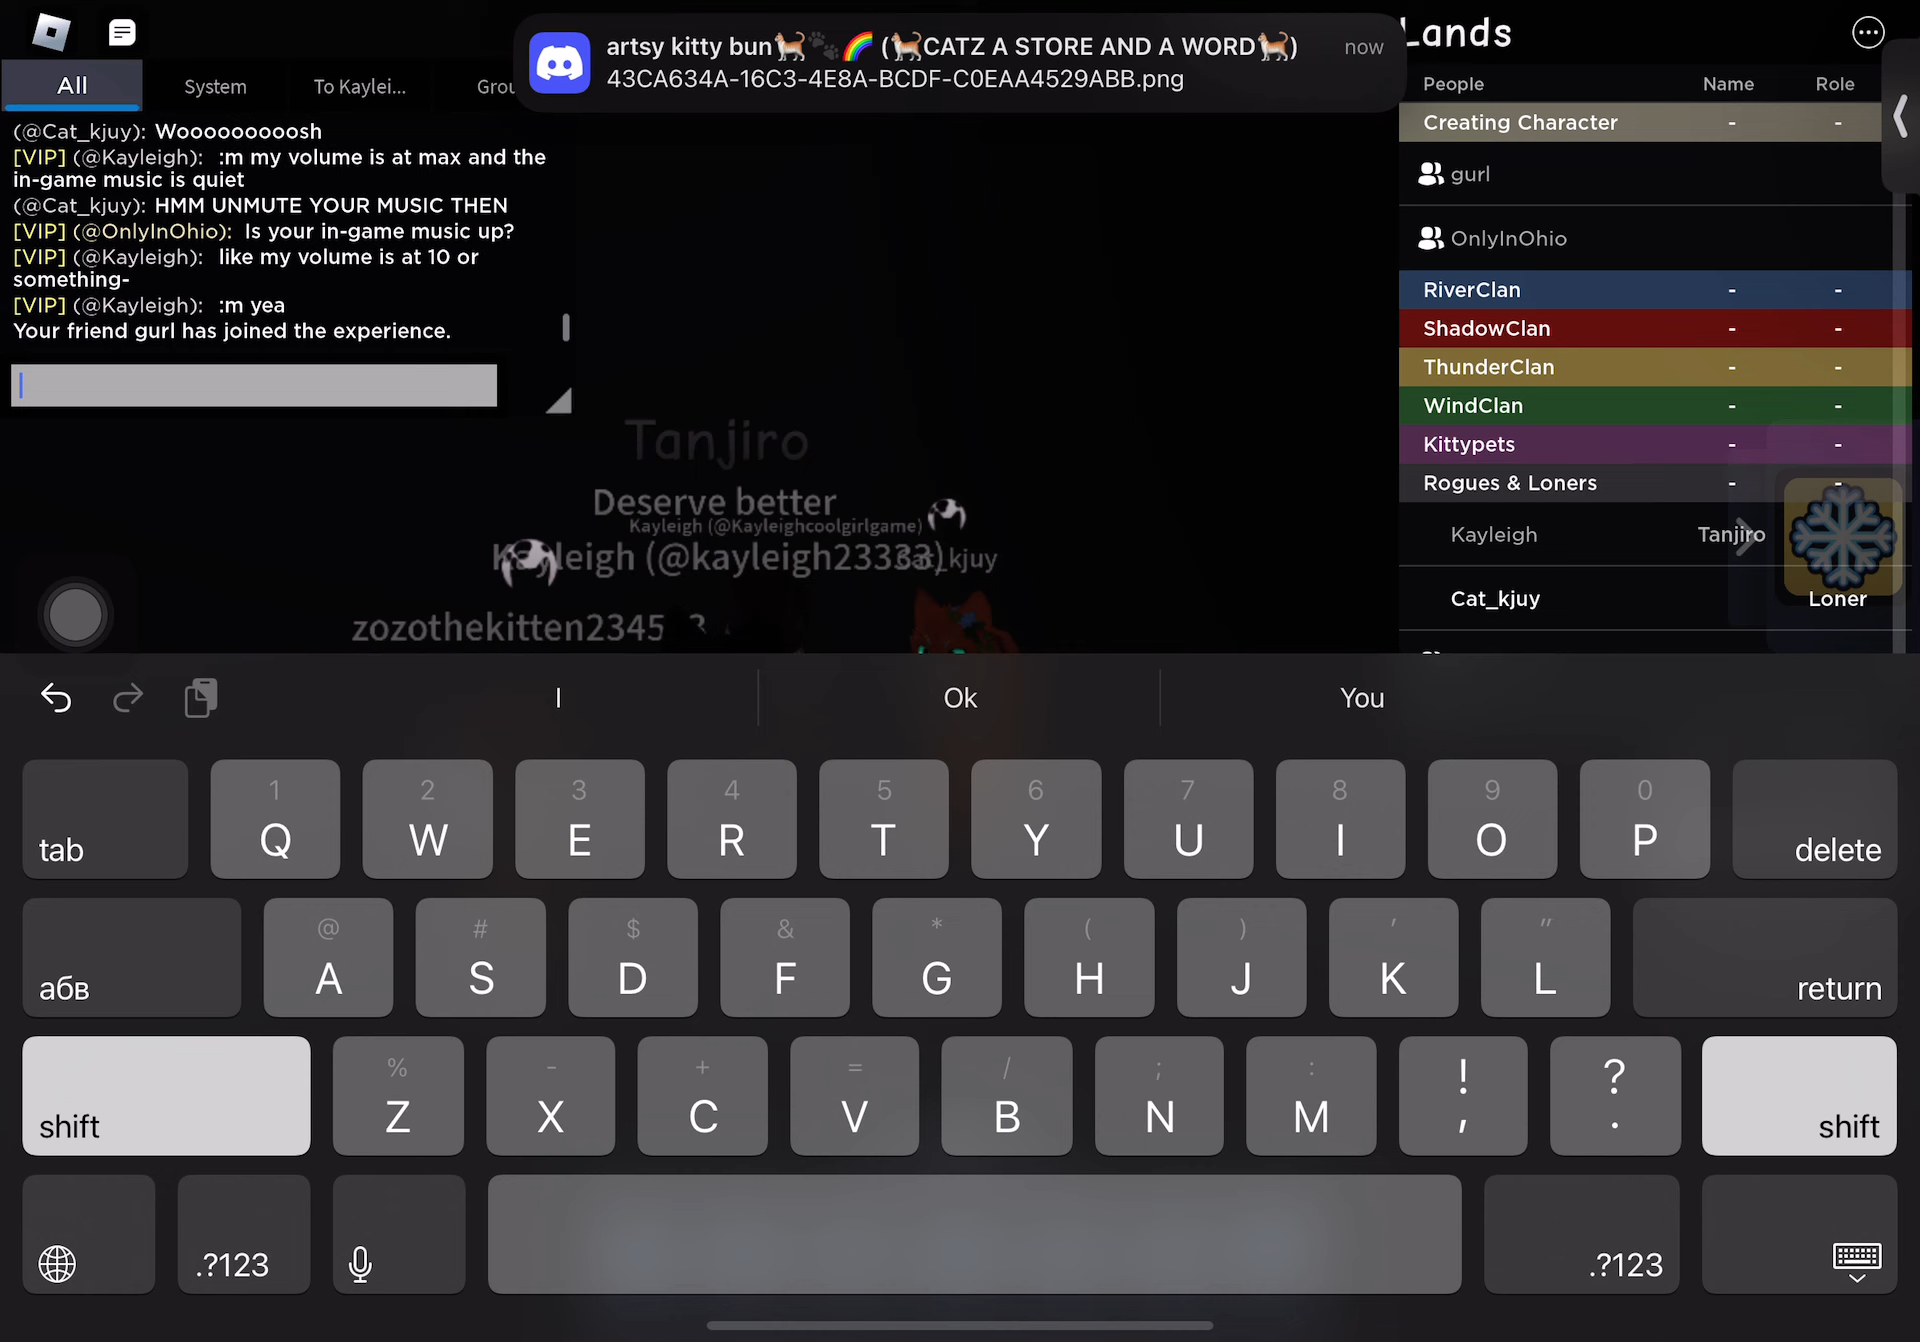 artsy kitty bun🐈🐾🌈 (🐈CATZ A STORE AND A WORD🐈)
now
43CA634A-16C3-4E8A-BCDF-C0EAA4529ABB.png
All
System
To Kaylei...
Grou
(@Cat_kjuy): Wooooooooosh
[VIP] (@Kayleigh): :m my volume is at max and the
in-game music is quiet
(@Cat_kjuy): HMM UNMUTE YOUR MUSIC THEN
[VIP] (@OnlyInOhio): Is your in-game music up?
[VIP] (@Kayleigh): like my volume is at 10 or
something-
[VIP] (@Kayleigh): :m yea
Your friend gurl has joined the experience.
Lands
People Name Role
Creating Character - -
gurl
OnlyInOhio
RiverClan - -
ShadowClan - -
ThunderClan - -
WindClan - -
Kittypets - -
Rogues & Loners - -
Kayleigh Tanjiro
Cat_kjuy Loner
Tanjiro
Deserve better
Kayleigh (@Kayleighcoolgirlgame)
Kayleigh (@kayleigh23333)
Cat_kjuy
zozothekitten2345
I Ok You
tab 1 Q 2 W 3 E 4 R 5 T 6 Y 7 U 8 I 9 O 0 P delete
абв @ A # S $ D & F * G ( H ) J ' K " L return
shift % Z - X + C = V / B ; N : M ! , ? . shift
.?123 .?123